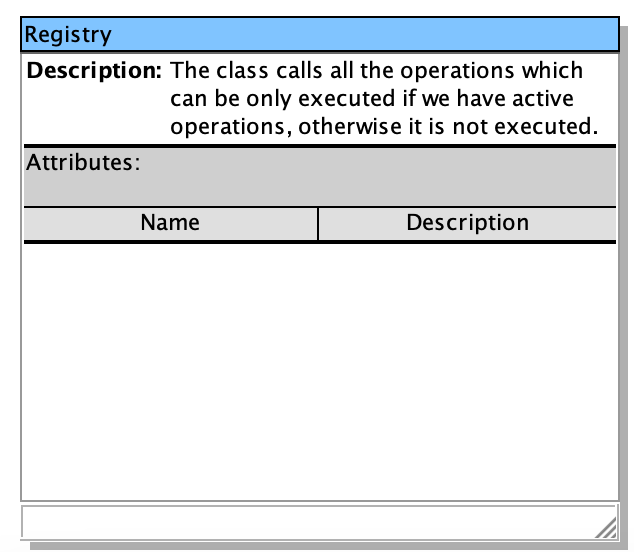 Registry
Description: The class calls all the operations which
can be only executed if we have active
operations, otherwise it is not executed.
Attributes:
Name Description